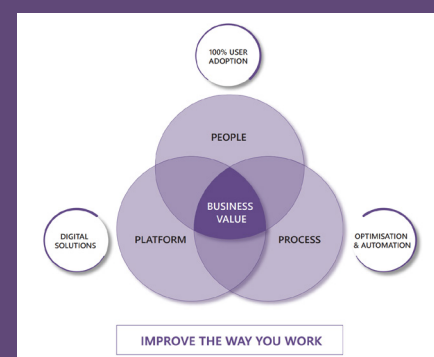 100% USER
ADOPTION
PEOPLE
BUSINESS
VALUE
DIGITAL
SOLUTIONS
PLATFORM
PROCESS
OPTIMISATION
& AUTOMATION
IMPROVE THE WAY YOU WORK